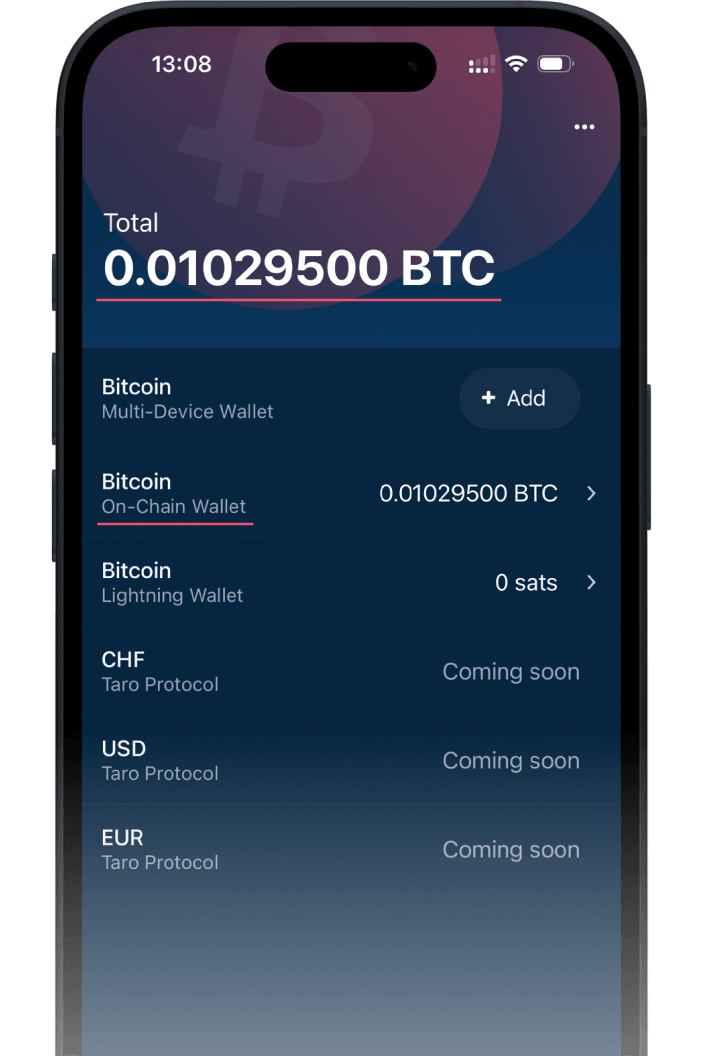 13:08
Total
0.01029500 BTC
Bitcoin
Multi-Device Wallet
+ Add
Bitcoin
On-Chain Wallet
0.01029500 BTC
Bitcoin
Lightning Wallet
0 sats
CHF
Taro Protocol
Coming soon
USD
Taro Protocol
Coming soon
EUR
Taro Protocol
Coming soon